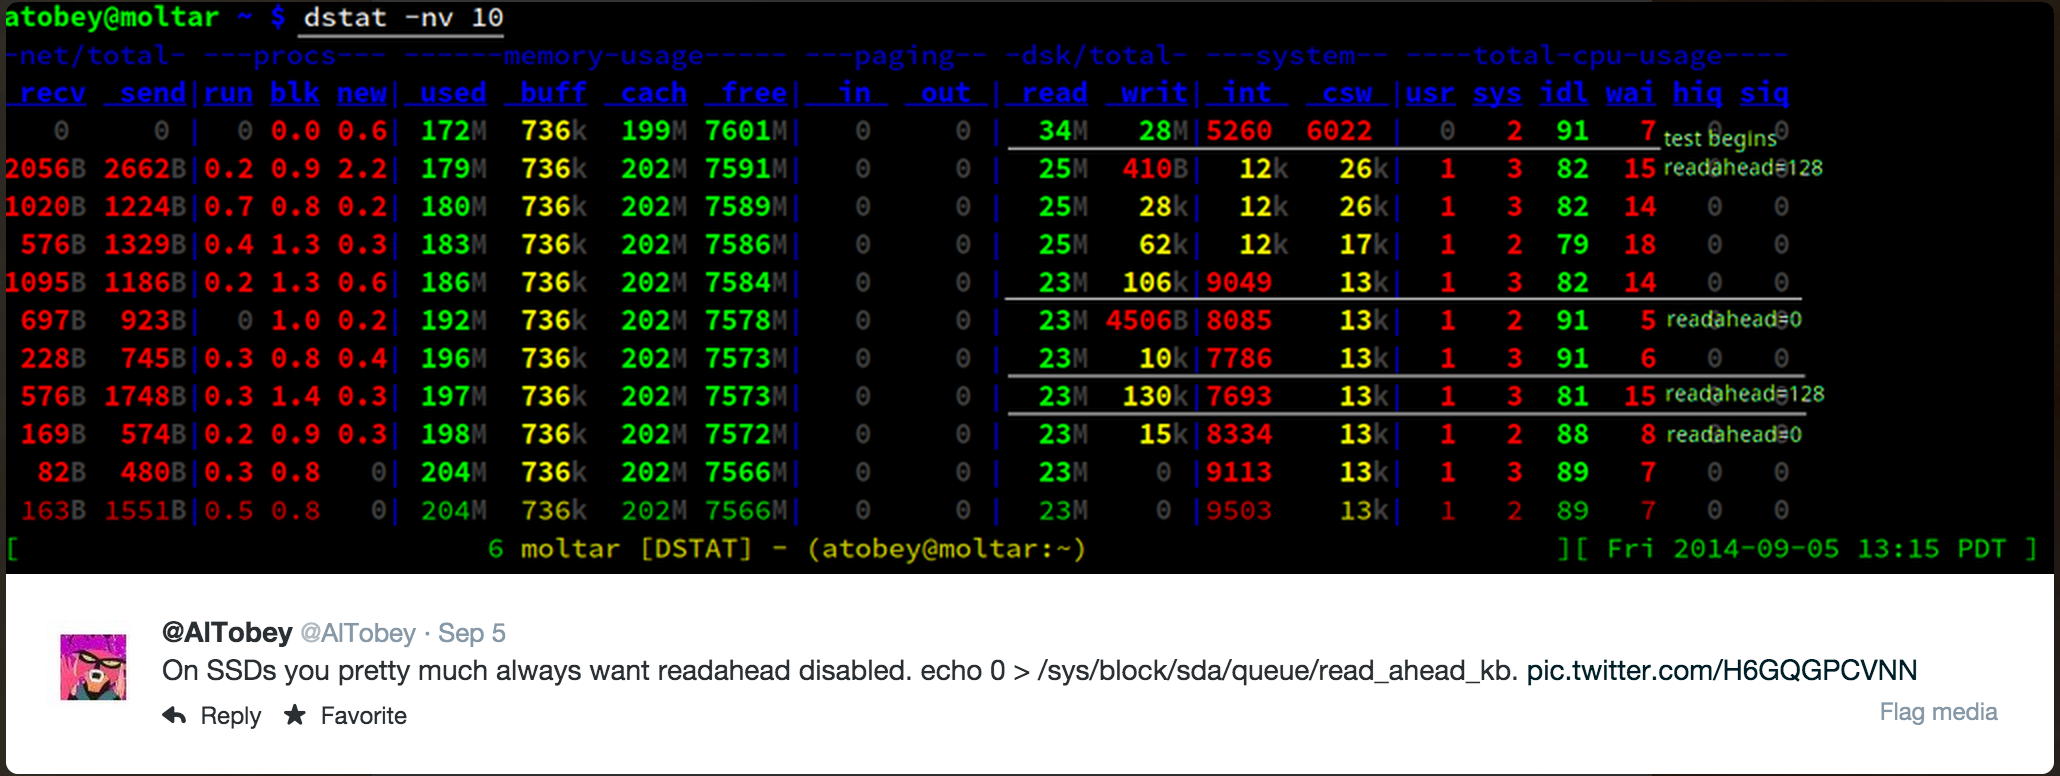 atobey@moltar ~ $ dstat -nv 10
-net/total- ---procs--- ------memory-usage----- ---paging-- -dsk/total- ---system-- ----total-cpu-usage----
recv send|run blk new| used buff cach free| in out | read writ| int csw |usr sys idl wai hiq siq
0 0 | 0 0.0 0.6| 172M 736k 199M 7601M| 0 0 | 34M 28M|5260 6022 | 0 2 91 7 0 0 test begins
2056B 2662B|0.2 0.9 2.2| 179M 736k 202M 7591M| 0 0 | 25M 410B| 12k 26k| 1 3 82 15 0 0 readahead=128
1020B 1224B|0.7 0.8 0.2| 180M 736k 202M 7589M| 0 0 | 25M 28k| 12k 26k| 1 3 82 14 0 0
576B 1329B|0.4 1.3 0.3| 183M 736k 202M 7586M| 0 0 | 25M 62k| 12k 17k| 1 2 79 18 0 0
1095B 1186B|0.2 1.3 0.6| 186M 736k 202M 7584M| 0 0 | 23M 106k|9049 13k| 1 3 82 14 0 0
697B 923B| 0 1.0 0.2| 192M 736k 202M 7578M| 0 0 | 23M 4506B|8085 13k| 1 2 91 5 0 0 readahead=0
228B 745B|0.3 0.8 0.4| 196M 736k 202M 7573M| 0 0 | 23M 10k|7786 13k| 1 3 91 6 0 0
576B 1748B|0.3 1.4 0.3| 197M 736k 202M 7573M| 0 0 | 23M 130k|7693 13k| 1 3 81 15 0 0 readahead=128
169B 574B|0.2 0.9 0.3| 198M 736k 202M 7572M| 0 0 | 23M 15k|8334 13k| 1 2 88 8 0 0 readahead=0
82B 480B|0.3 0.8 0| 204M 736k 202M 7566M| 0 0 | 23M 0 |9113 13k| 1 3 89 7 0 0
163B 1551B|0.5 0.8 0| 204M 736k 202M 7566M| 0 0 | 23M 0 |9503 13k| 1 2 89 7 0 0
[ 6 moltar [DSTAT] - (atobey@moltar:~) ][ Fri 2014-09-05 13:15 PDT ]
@AlTobey @AlTobey · Sep 5
On SSDs you pretty much always want readahead disabled. echo 0 > /sys/block/sda/queue/read_ahead_kb. pic.twitter.com/H6GQGPCVNN
Reply Favorite
Flag media